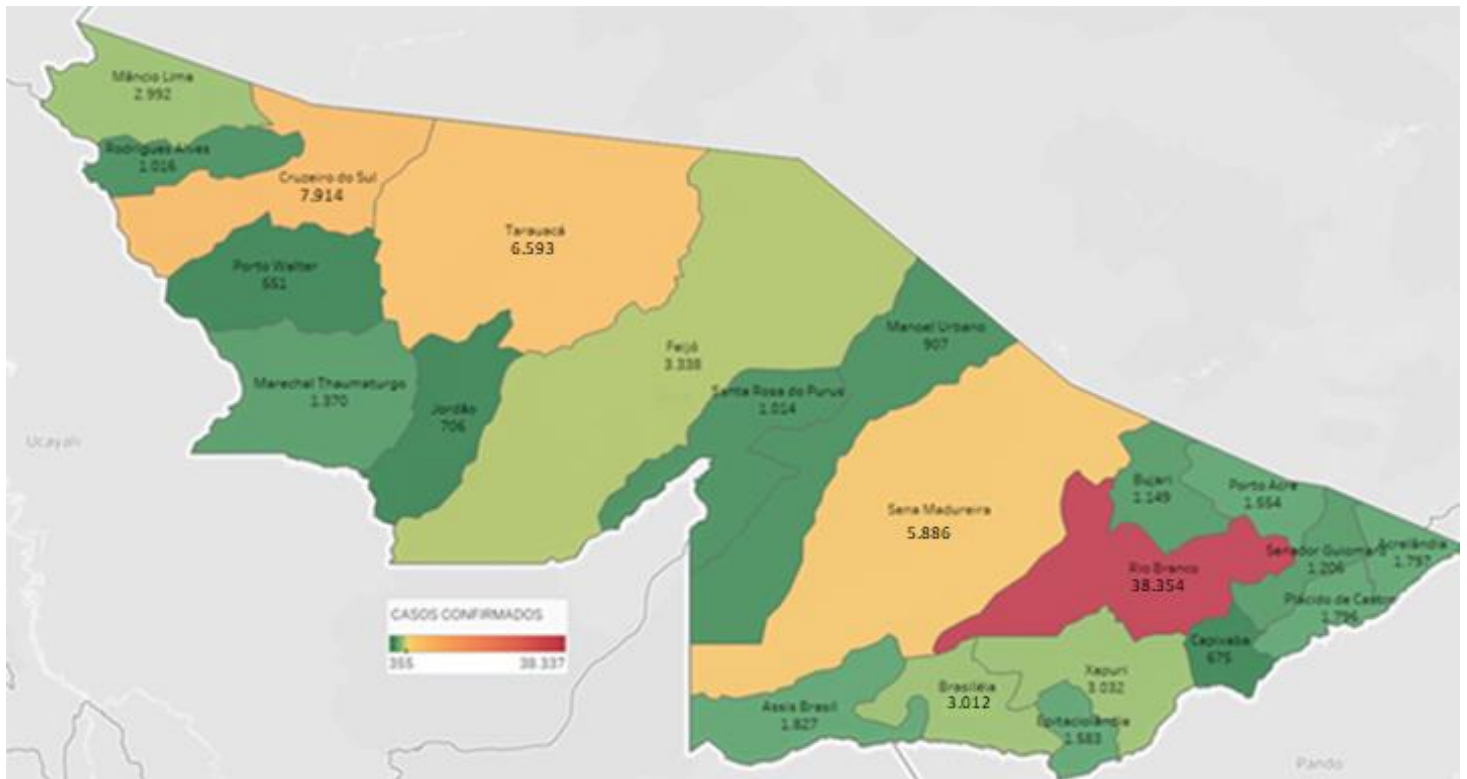 Mâncio Lima
2.992
Rodrigues Alves
1.016
Cruzeiro do Sul
7.914
Tarauacá
6.593
Porto Walter
551
Marechal Thaumaturgo
1.370
Jordão
706
Feijó
3.338
Manoel Urbano
907
Santa Rosa do Purus
1.014
Sena Madureira
5.886
Bujari
1.149
Porto Acre
1.554
Senador Guiomard
1.206
Acrelândia
1.797
Rio Branco
38.354
Plácido de Castro
1.796
Capixaba
675
Xapuri
3.032
Brasiléia
3.012
Epitaciolândia
1.583
Assis Brasil
1.827
Ucayali
Pando
CASOS CONFIRMADOS
355 38.337